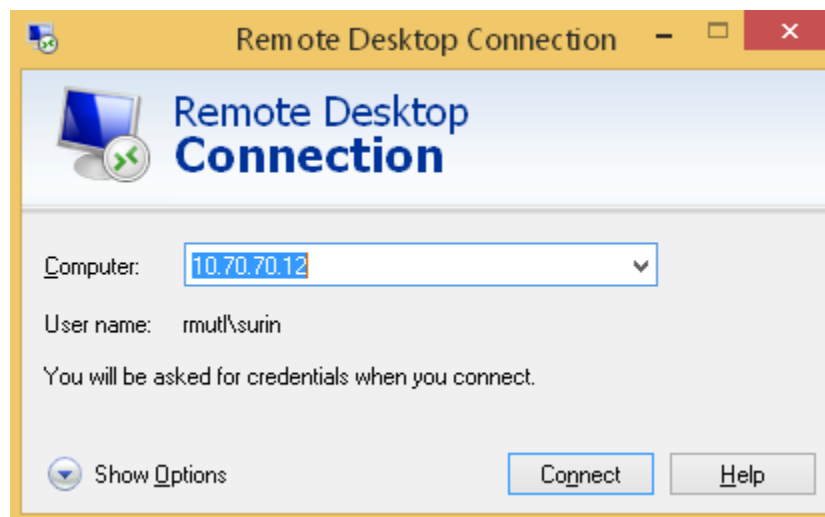 Remote Desktop Connection
Remote Desktop
Connection
Computer: 10.70.70.12
User name: rmutl\surin
You will be asked for credentials when you connect.
Show Options Connect Help